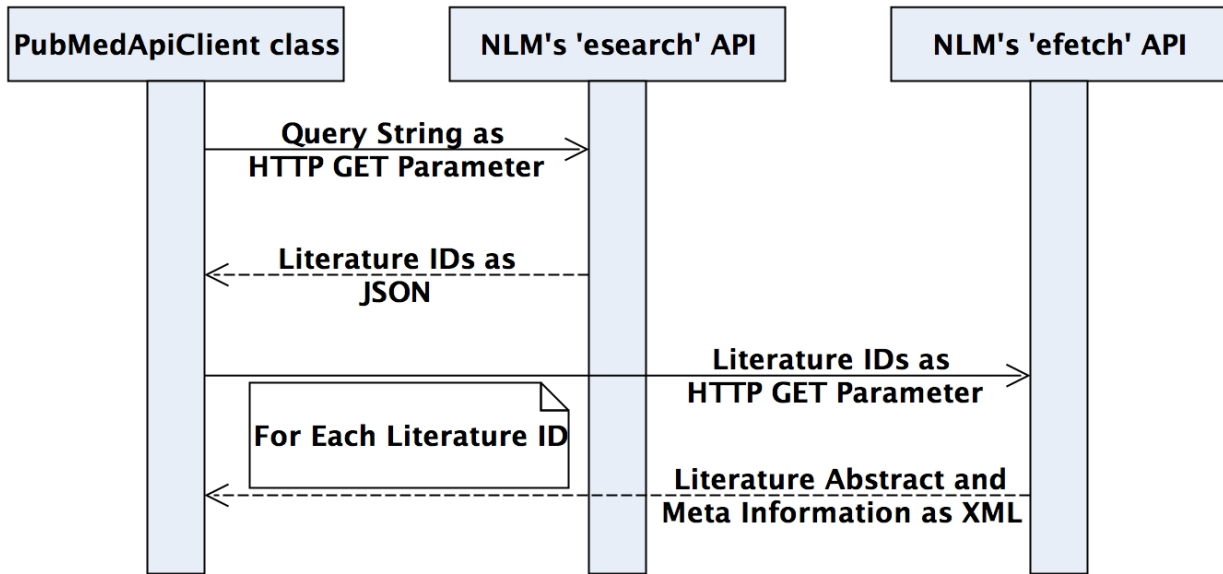 PubMedApiClient class
NLM's 'esearch' API
NLM's 'efetch' API
Query String as
HTTP GET Parameter
Literature IDs as
JSON
Literature IDs as
HTTP GET Parameter
For Each Literature ID
Literature Abstract and
Meta Information as XML